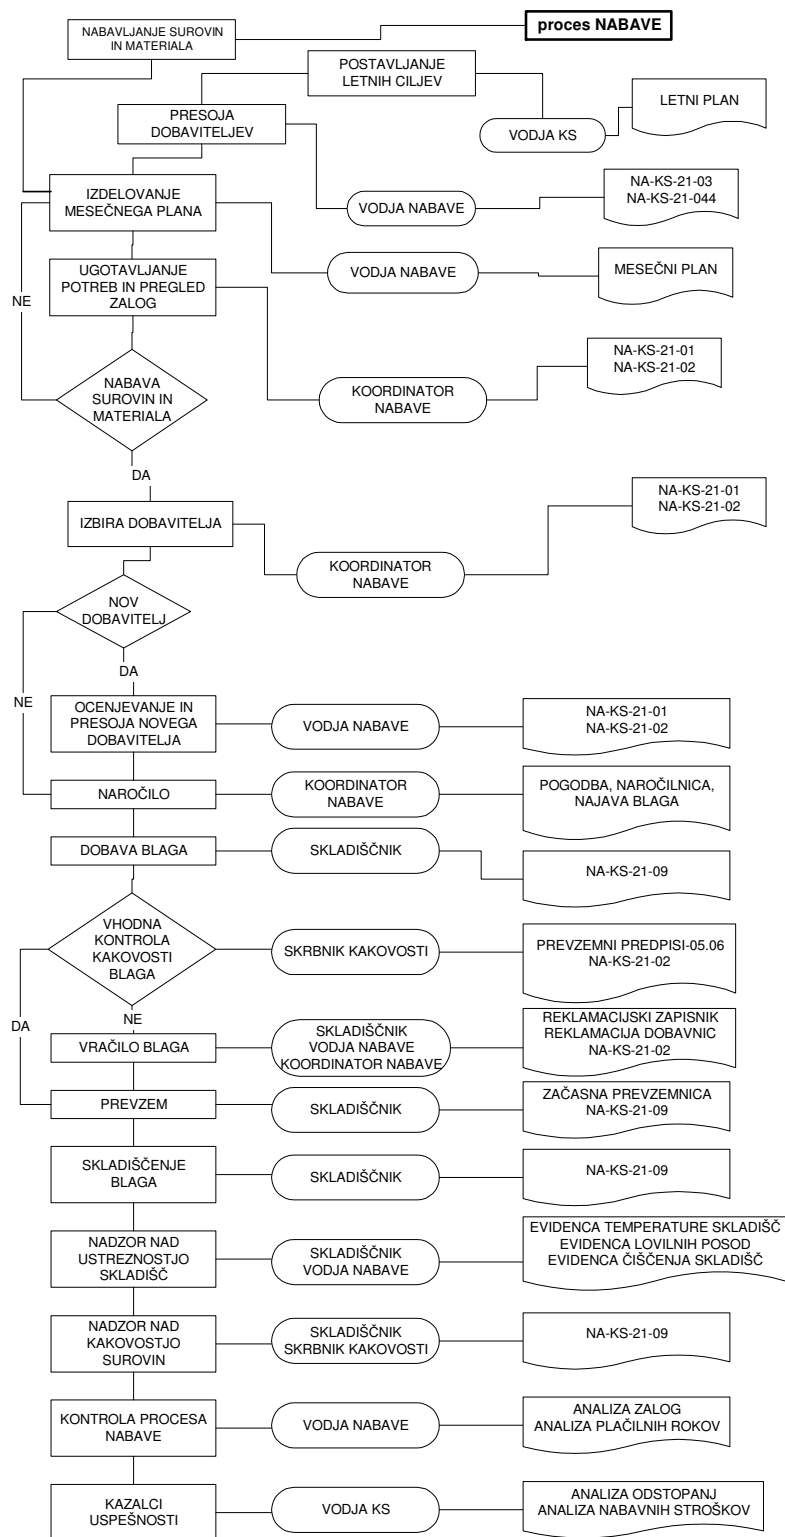 NABAVLJANJE SUROVIN
IN MATERIALA
proces NABAVE
POSTAVLJANJE
LETNIH CILJEV
VODJA KS
LETNI PLAN
PRESOJA
DOBAVITELJEV
VODJA NABAVE
NA-KS-21-03
NA-KS-21-044
IZDELOVANJE
MESEČNEGA PLANA
VODJA NABAVE
MESEČNI PLAN
UGOTAVLJANJE
POTREB IN PREGLED
ZALOG
KOORDINATOR
NABAVE
NA-KS-21-01
NA-KS-21-02
NE
NABAVA
SUROVIN IN
MATERIALA
DA
IZBIRA DOBAVITELJA
KOORDINATOR
NABAVE
NA-KS-21-01
NA-KS-21-02
NOV
DOBAVITELJ
DA
NE
OCENJEVANJE IN
PRESOJA NOVEGA
DOBAVITELJA
VODJA NABAVE
NA-KS-21-01
NA-KS-21-02
NAROČILO
KOORDINATOR
NABAVE
POGODBA, NAROČILNICA,
NAJAVA BLAGA
DOBAVA BLAGA
SKLADIŠČNIK
NA-KS-21-09
VHODNA
KONTROLA
KAKOVOSTI
BLAGA
SKRBNIK KAKOVOSTI
PREVZEMNI PREDPISI-05.06
NA-KS-21-02
NE
DA
VRAČILO BLAGA
SKLADIŠČNIK
VODJA NABAVE
KOORDINATOR NABAVE
REKLAMACIJSKI ZAPISNIK
REKLAMACIJA DOBAVNIC
NA-KS-21-02
PREVZEM
SKLADIŠČNIK
ZAČASNA PREVZEMNICA
NA-KS-21-09
SKLADIŠČENJE
BLAGA
SKLADIŠČNIK
NA-KS-21-09
NADZOR NAD
USTREZNOSTJO
SKLADIŠČ
SKLADIŠČNIK
VODJA NABAVE
EVIDENCA TEMPERATURE SKLADIŠČ
EVIDENCA LOVILNIH POSOD
EVIDENCA ČIŠČENJA SKLADIŠČ
NADZOR NAD
KAKOVOSTJO
SUROVIN
SKLADIŠČNIK
SKRBNIK KAKOVOSTI
NA-KS-21-09
KONTROLA PROCESA
NABAVE
VODJA NABAVE
ANALIZA ZALOG
ANALIZA PLAČILNIH ROKOV
KAZALCI
USPEŠNOSTI
VODJA KS
ANALIZA ODSTOPANJ
ANALIZA NABAVNIH STROŠKOV